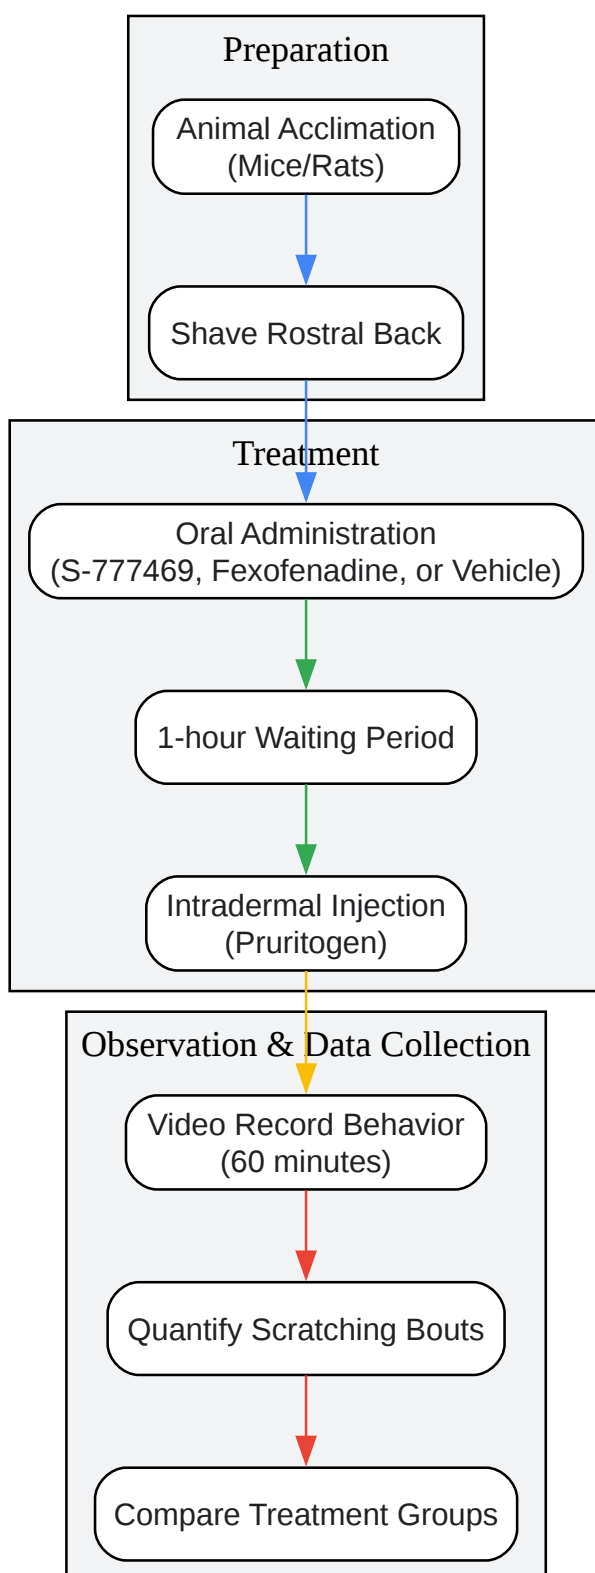 Preparation
Animal Acclimation
(Mice/Rats)
Shave Rostral Back
Treatment
Oral Administration
(S-777469, Fexofenadine, or Vehicle)
1-hour Waiting Period
Intradermal Injection
(Pruritogen)
Observation & Data Collection
Video Record Behavior
(60 minutes)
Quantify Scratching Bouts
Compare Treatment Groups